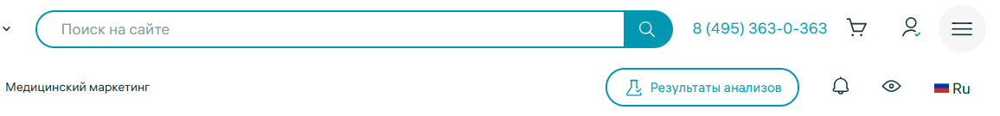 Поиск на сайте
8 (495) 363-0-363
Медицинский маркетинг
Результаты анализов
Ru